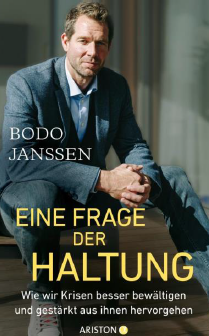 BODO
JANSSEN
EINE FRAGE
DER
HALTUNG
Wie wir Krisen besser bewältigen
und gestärkt aus ihnen hervorgehen
ARISTON